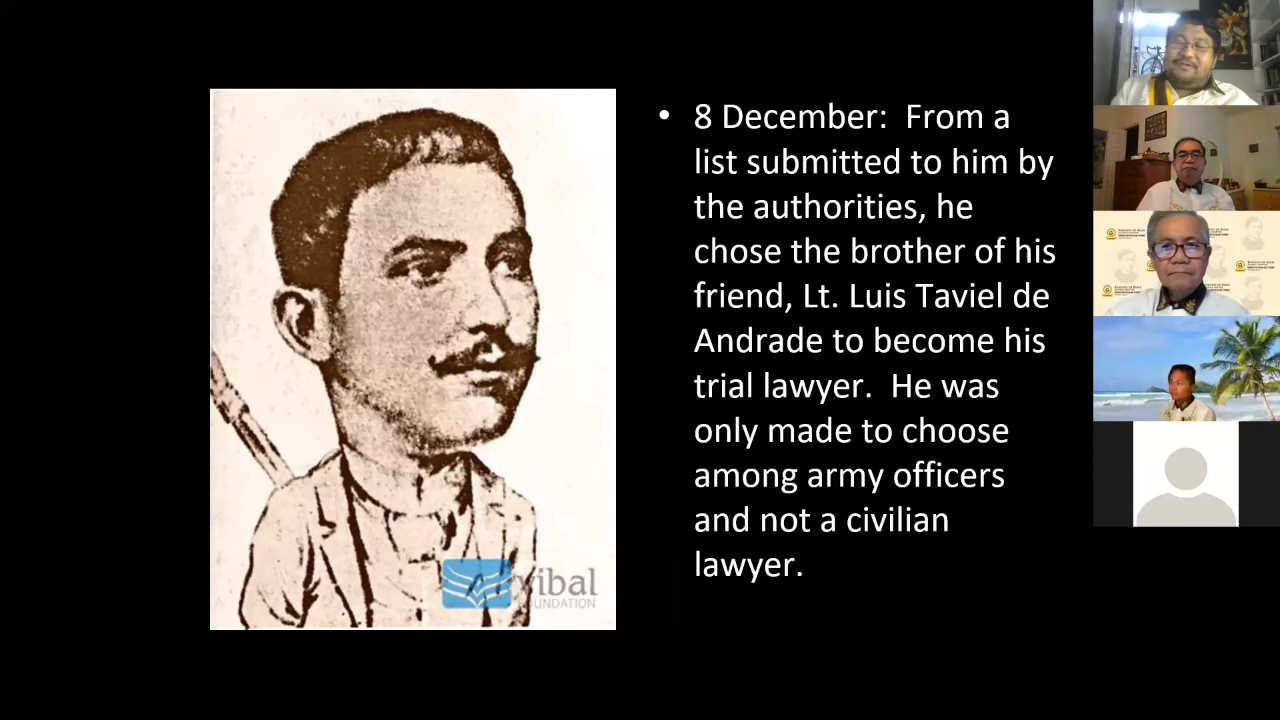 • 8 December:  From a
list submitted to him by
the authorities, he
chose the brother of his
friend, Lt. Luis Taviel de
Andrade to become his
trial lawyer.  He was
only made to choose
among army officers
and not a civilian
lawyer.
vibal
FOUNDATION